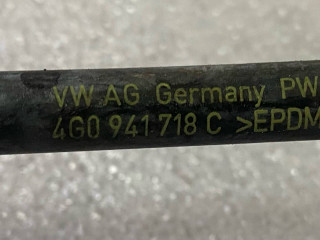 VW AG Germany PW
4G0 941 718 C >EPDM